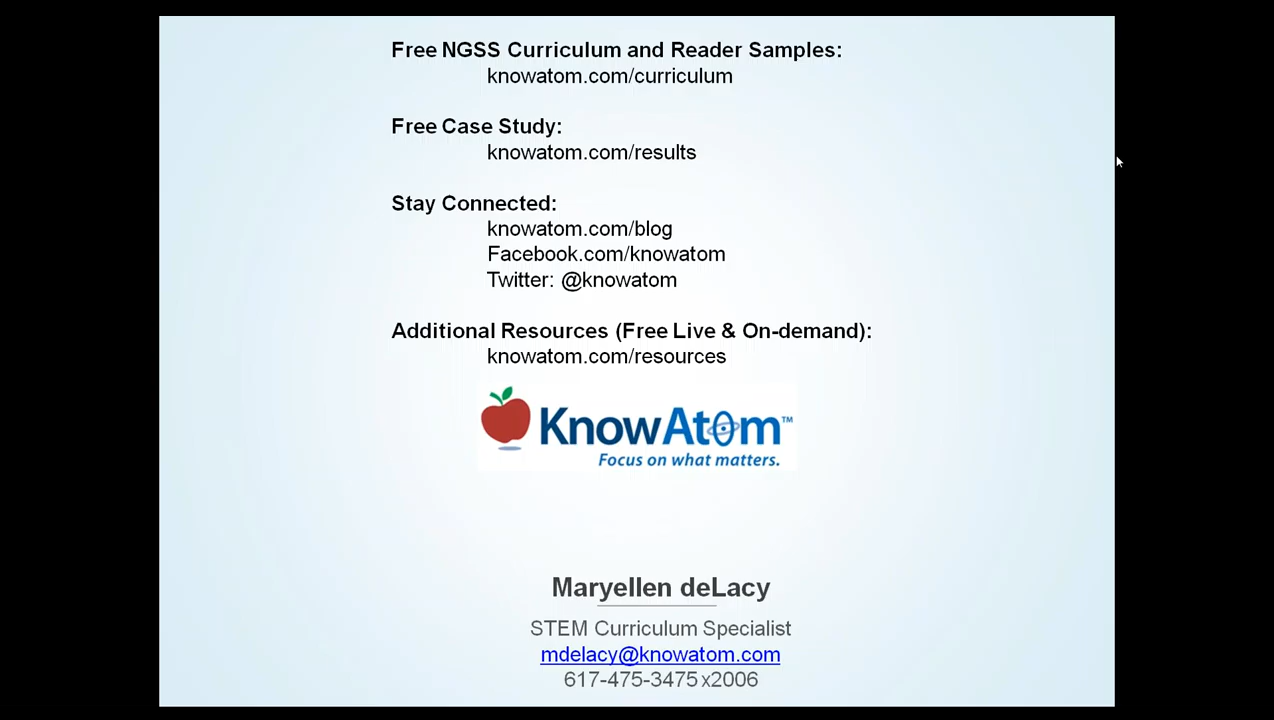 Free NGSS Curriculum and Reader Samples:
knowatom.com/curriculum
Free Case Study:
knowatom.com/results
Stay Connected:
knowatom.com/blog
Facebook.com/knowatom
Twitter: @knowatom
Additional Resources (Free Live & On-demand):
knowatom.com/resources
KnowAtom™
Focus on what matters.
Maryellen deLacy
STEM Curriculum Specialist
mdelacy@knowatom.com
617-475-3475 x2006